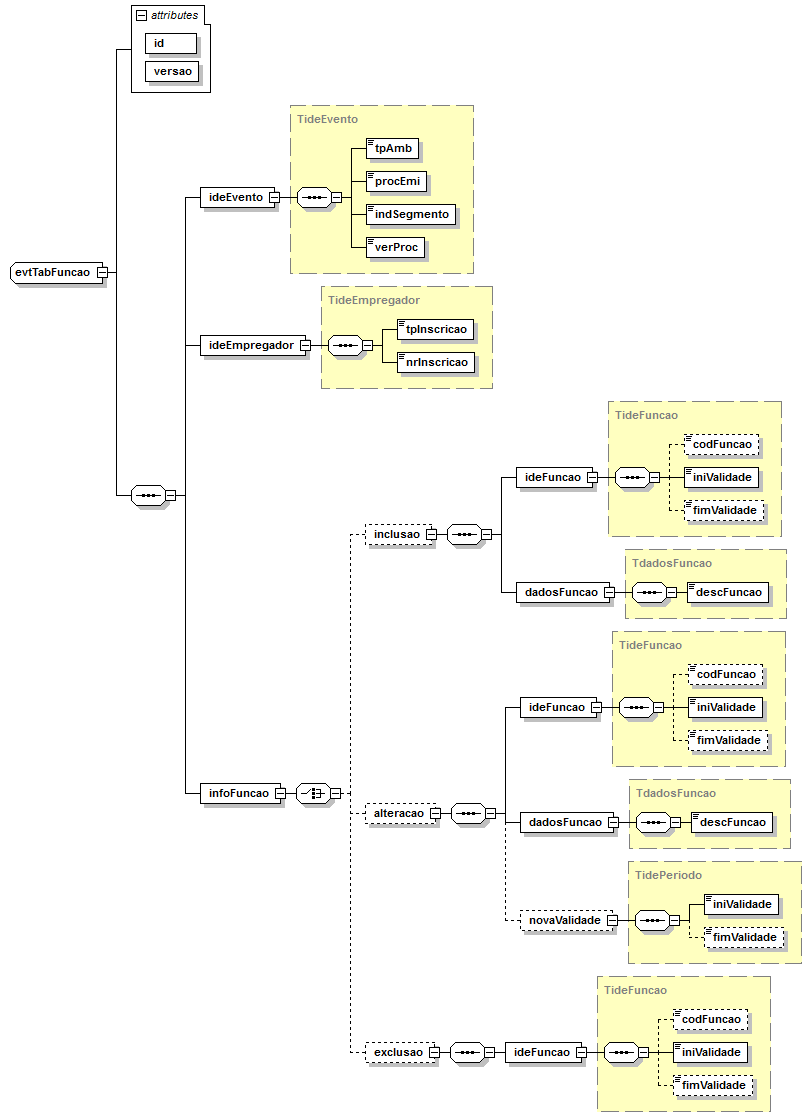 attributes
id
versao
TideEvento
tpAmb
procEmi
ideEvento
indSegmento
verProc
evtTabFuncao
TideEmpregador
tpInscricao
ideEmpregador
nrInscricao
TideFuncao
codFuncao
ideFuncao
iniValidade
fimValidade
inclusao
TdadosFuncao
dadosFuncao
descFuncao
TideFuncao
codFuncao
ideFuncao
iniValidade
fimValidade
infoFuncao
TdadosFuncao
alteracao
dadosFuncao
descFuncao
TidePeriodo
iniValidade
novaValidade
fimValidade
TideFuncao
codFuncao
exclusao
ideFuncao
iniValidade
fimValidade